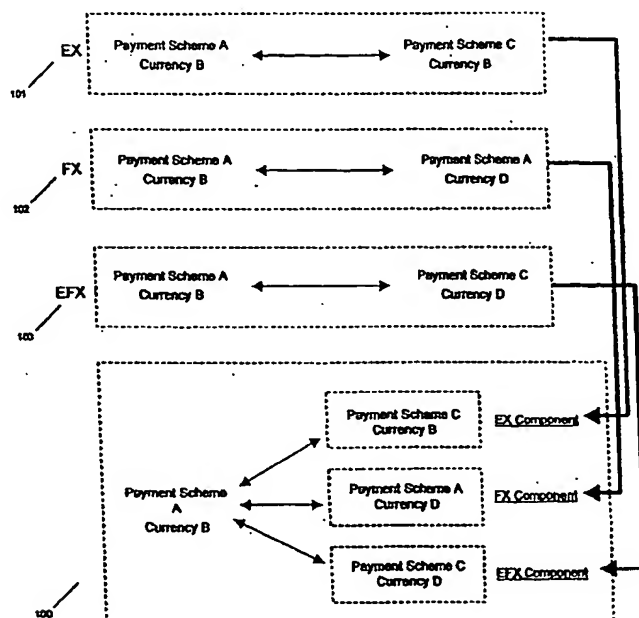 EX
Payment Scheme A
Currency B
Payment Scheme C
Currency B
101
FX
Payment Scheme A
Currency B
Payment Scheme A
Currency D
102
EFX
Payment Scheme A
Currency B
Payment Scheme C
Currency D
103
Payment Scheme C
Currency B
EX Component
Payment Scheme
A
Currency B
Payment Scheme A
Currency D
FX Component
Payment Scheme C
Currency D
EFX Component
100